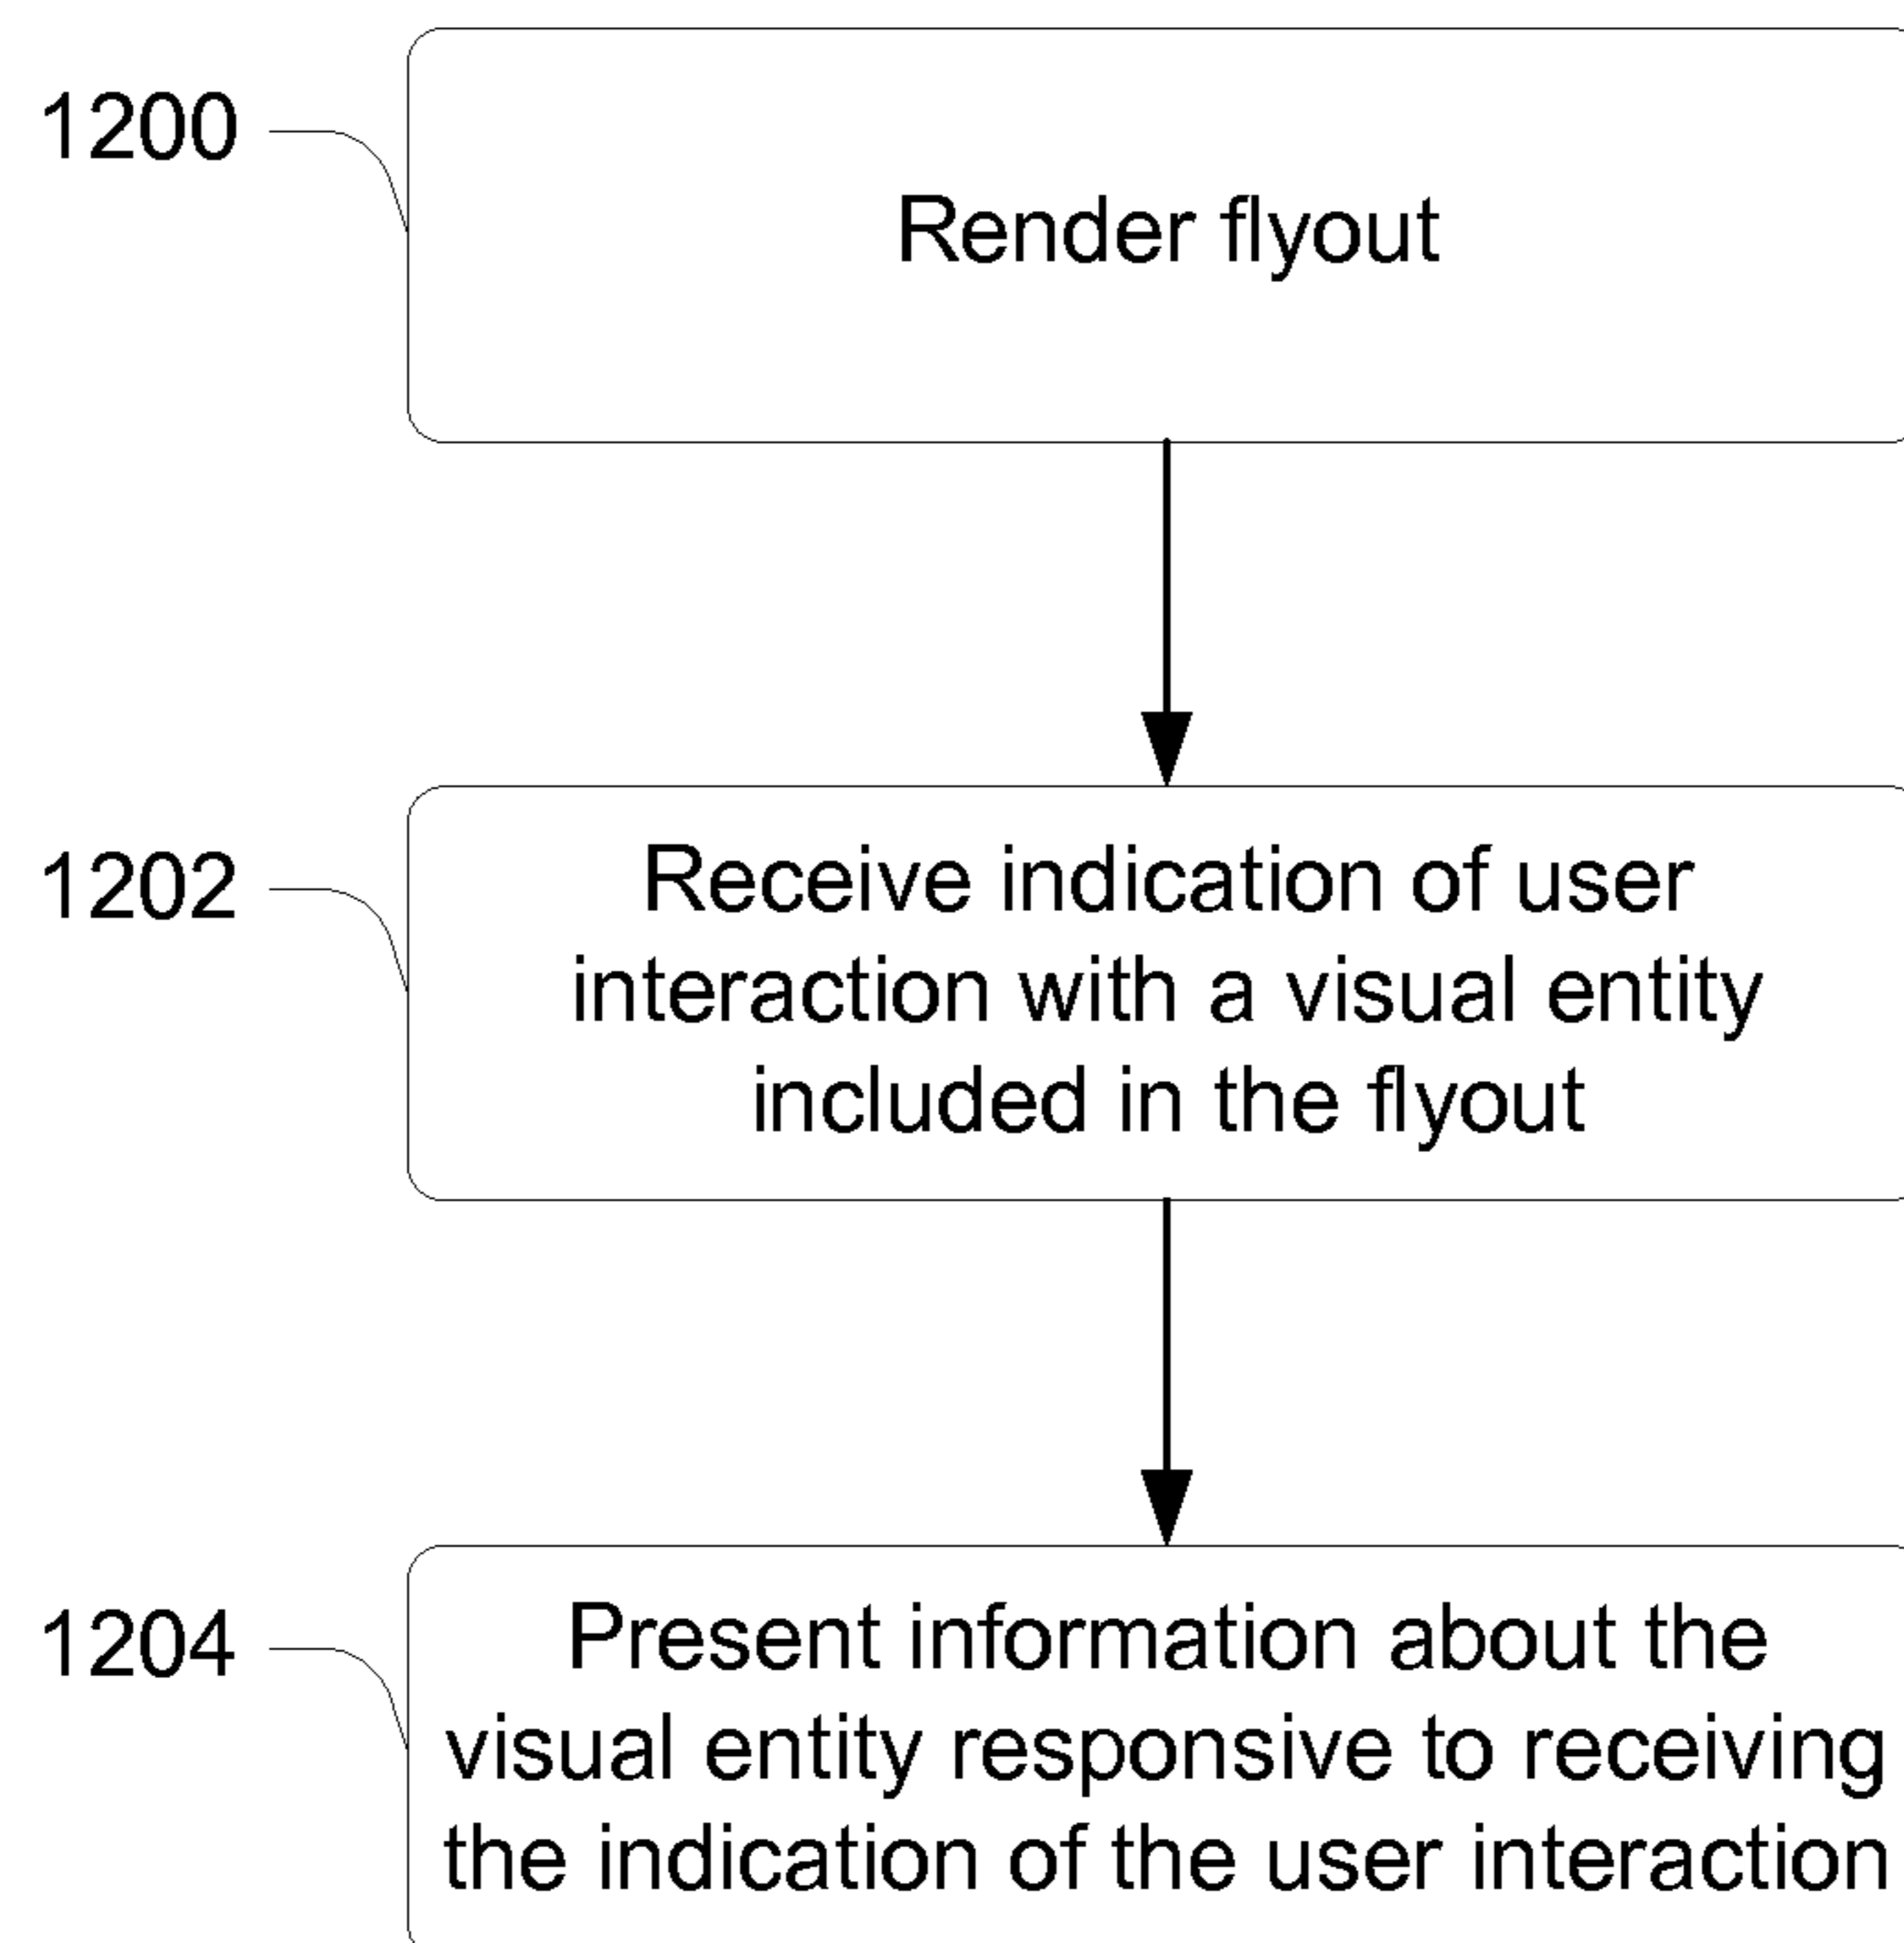 1200
Render flyout
1202
Receive indication of user
interaction with a visual entity
included in the flyout
1204
Present information about the
visual entity responsive to receiving
the indication of the user interaction